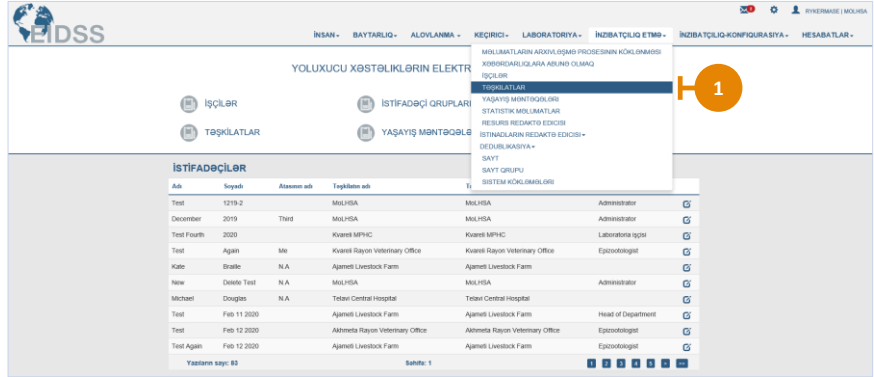 EIDSS
2
RYKERMASE | MOLHSA
İNSAN BAYTARLIQ ALOVLANMA KEÇIRICI LABORATORIYA İNZIBATÇILIQ ETMƏ İNZIBATÇILIQ-KONFIQURASIYA HESABATLAR
MƏLUMATLARIN ARXIVLƏŞMƏ PROSESININ KÖKLƏNMƏSI
XƏBƏRDARLIQLARA ABUNƏ OLMAQ
İŞÇILƏR
TƏŞKILATLAR
YAŞAYIŞ MƏNTƏQƏLƏRI
STATISTIK MƏLUMATLAR
RESURS REDAKTƏ EDICISI
İSTINADLARIN REDAKTƏ EDICISI
DEDUBLIKASIYA
SAYT
SAYT QRUPU
SISTEM KÖKLƏMƏLƏRI
1
YOLUXUCU XƏSTƏLIKLƏRIN ELEKTR
İŞÇILƏR İSTİFADƏÇİ QRUPLARI
TƏŞKILATLAR YAŞAYIŞ MƏNTƏQƏLƏ
İSTİFADƏÇİLƏR
Adı Soyadı Atasının adı Təşkilatın adı
Test 1219-2 MoLHSA MoLHSA Administrator
December 2019 Third MoLHSA MoLHSA Administrator
Test Fourth 2020 Kvareli MPHC Kvareli MPHC Laboratoria işçisi
Test Again Me Kvareli Rayon Veterinary Office Kvareli Rayon Veterinary Office Epizootologist
Kate Braille N.A Ajameti Livestock Farm Ajameti Livestock Farm
New Delete Test N.A MoLHSA MoLHSA Administrator
Michael Douglas N.A Telavi Central Hospital Telavi Central Hospital
Test Feb 11 2020 Ajameti Livestock Farm Ajameti Livestock Farm Head of Department
Test Feb 12 2020 Akhmeta Rayon Veterinary Office Akhmeta Rayon Veterinary Office Epizootologist
Test Again Feb 12 2020 Ajameti Livestock Farm Ajameti Livestock Farm Epizootologist
Yazıların sayı: 93 Səhifə: 1 1 2 3 4 5 > >>